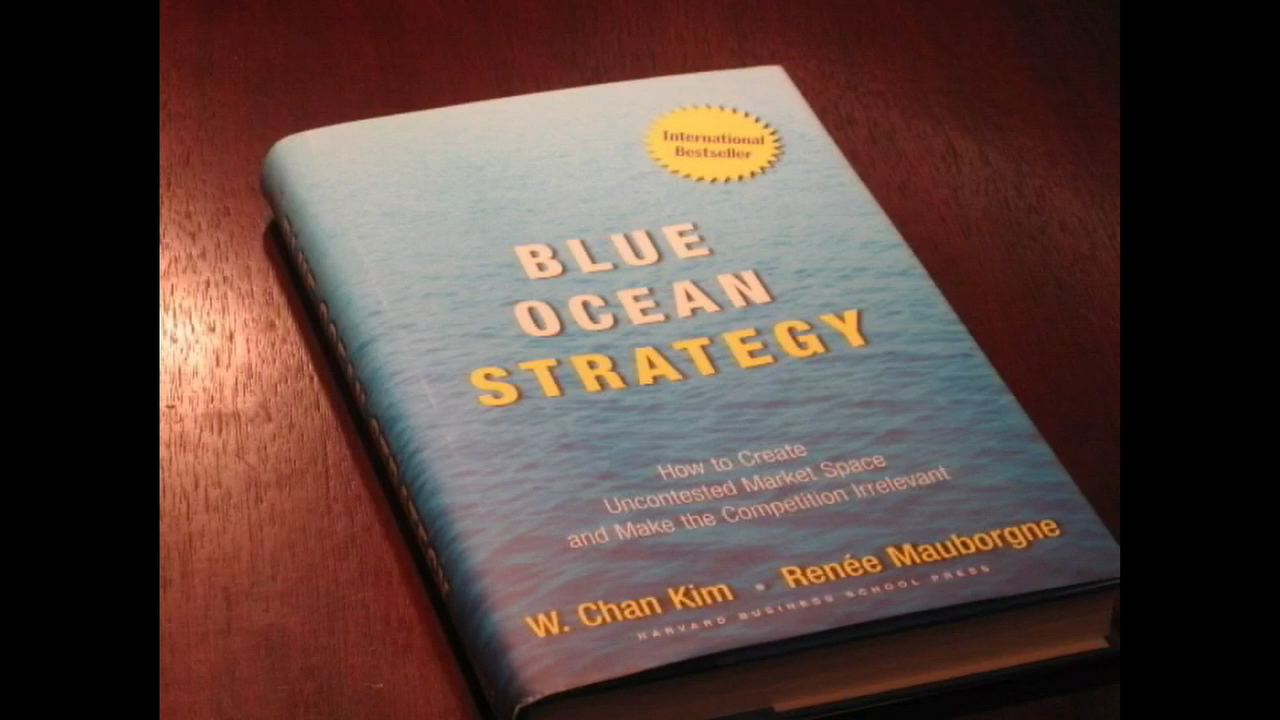 International
Bestseller
BLUE
OCEAN
STRATEGY
How to Create
Uncontested Market Space
and Make the Competition Irrelevant
W. Chan Kim • Renée Mauborgne
HARVARD BUSINESS SCHOOL PRESS